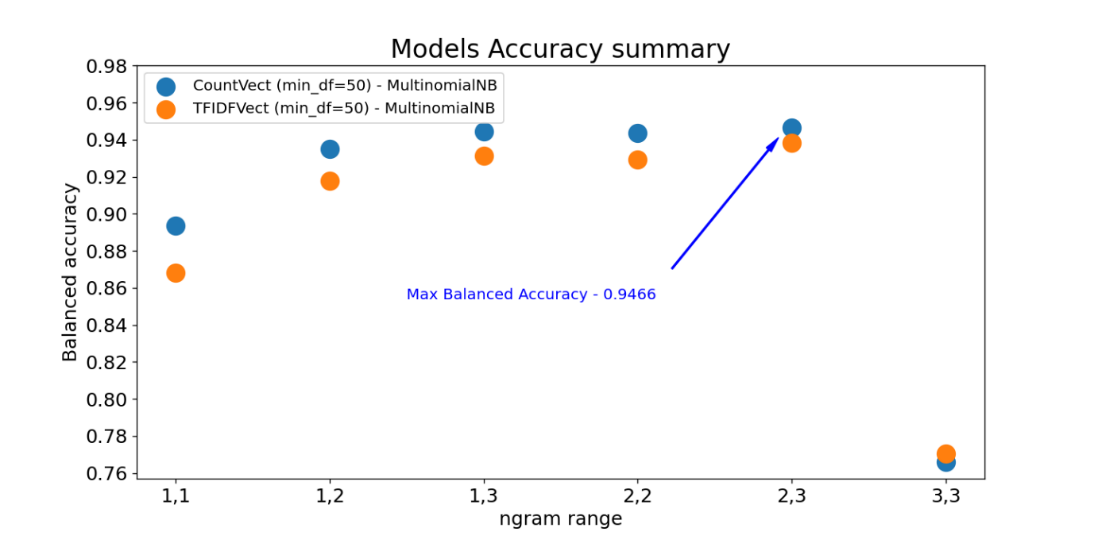 Models Accuracy summary
CountVect (min_df=50) - MultinomialNB
TFIDFVect (min_df=50) - MultinomialNB
Balanced accuracy
0.98
0.96
0.94
0.92
0.90
0.88
0.86
0.84
0.82
0.80
0.78
0.76
Max Balanced Accuracy - 0.9466
1,1 1,2 1,3 2,2 2,3 3,3
ngram range